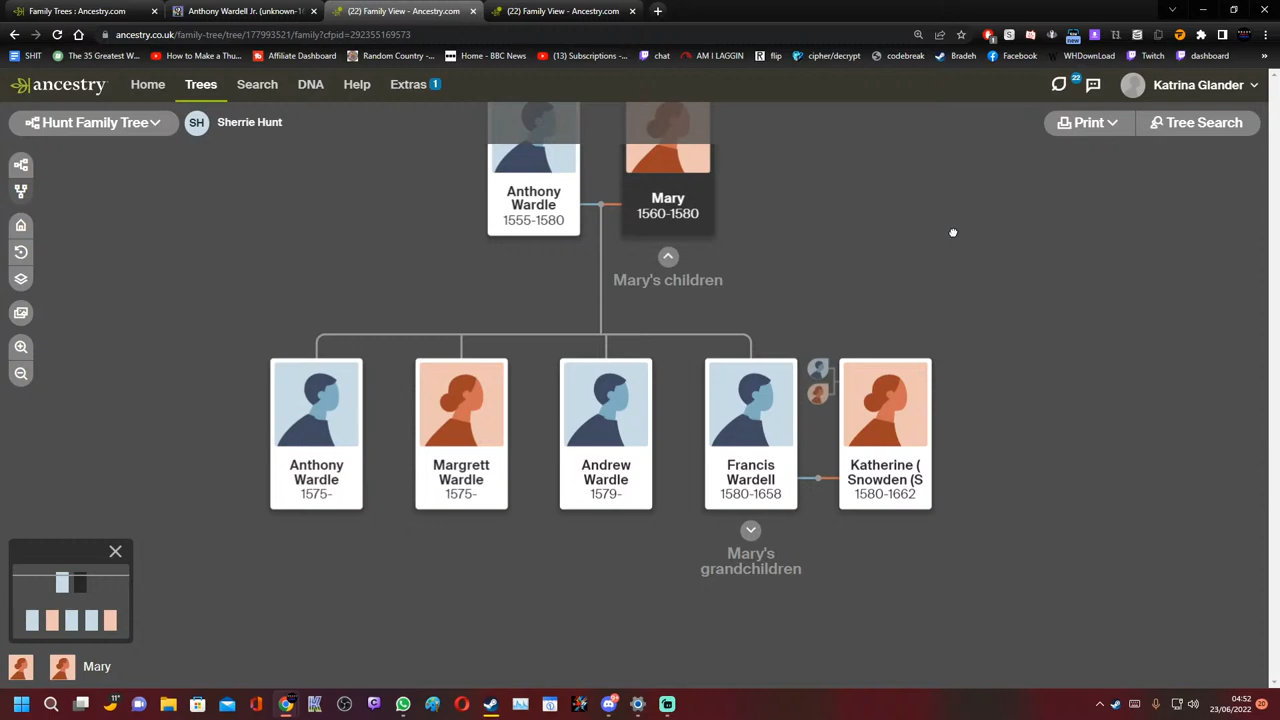 Family Trees - Ancestry.com
Anthony Wardell Jr. (unknown-1
(22) Family View - Ancestry.com
(22) Family View - Ancestry.com
ancestry.co.uk/family-tree/tree/177993521/family?cfpid=292355169573
SHIT
The 35 Greatest W...
How to Make a Thu...
Affiliate Dashboard
Random Country -...
Home - BBC News
(13) Subscriptions -...
chat
AM I LAGGIN
flip
cipher/decrypt
codebreak
Bradeh
Facebook
WHDownLoad
Twitch
dashboard
ancestry
Home
Trees
Search
DNA
Help
Extras 1
22
Katrina Glander
Hunt Family Tree
SH
Sherrie Hunt
Print
Tree Search
Anthony
Wardle
1555-1580
Mary
1560-1580
Mary's children
Anthony
Wardle
1575-
Margrett
Wardle
1575-
Andrew
Wardle
1579-
Francis
Wardell
1580-1658
Katherine (
Snowden (S
1580-1662
Mary's
grandchildren
Mary
11°
04:52
23/06/2022
20